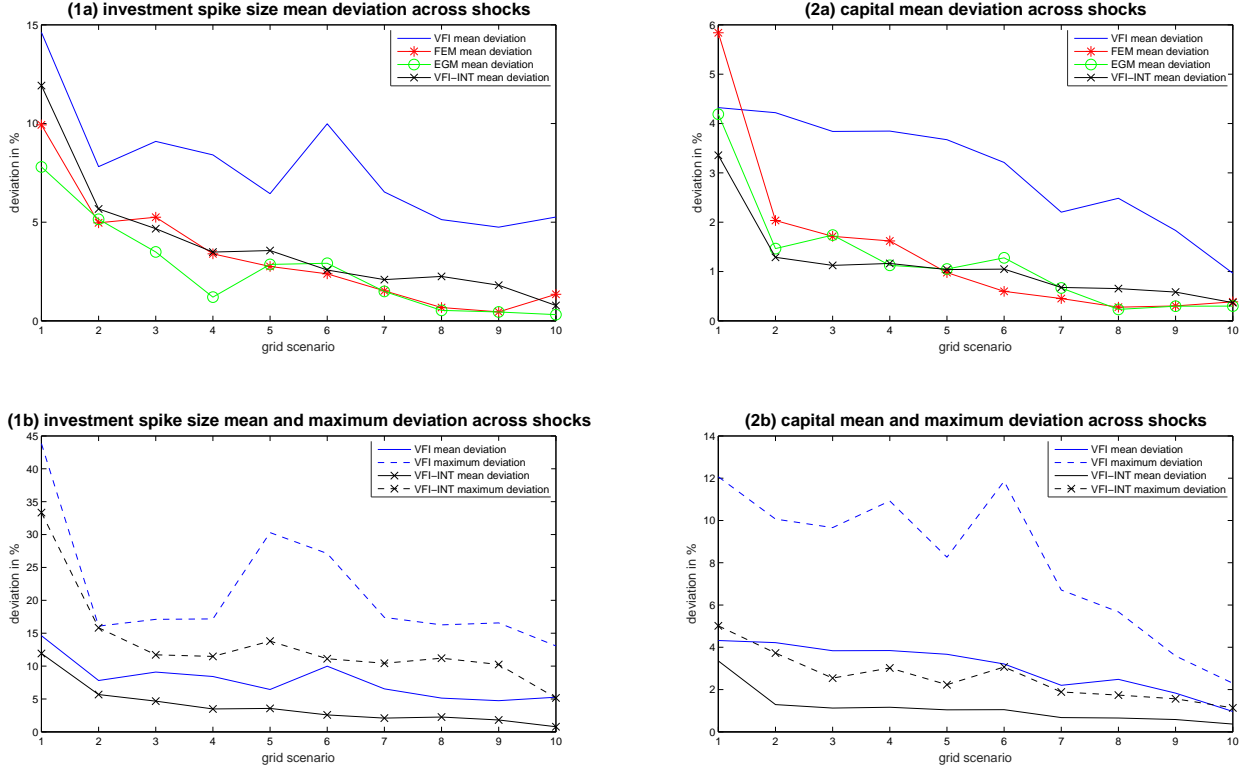 (1a) investment spike size mean deviation across shocks
15
10
5
0
deviation in %
VFI mean deviation
FEM mean deviation
EGM mean deviation
VFI−INT mean deviation
1 2 3 4 5 6 7 8 9 10
grid scenario
(2a) capital mean deviation across shocks
6
5
4
3
2
1
0
deviation in %
VFI mean deviation
FEM mean deviation
EGM mean deviation
VFI−INT mean deviation
1 2 3 4 5 6 7 8 9 10
grid scenario
(1b) investment spike size mean and maximum deviation across shocks
45
40
35
30
25
20
15
10
5
0
deviation in %
VFI mean deviation
VFI maximum deviation
VFI−INT mean deviation
VFI−INT maximum deviation
1 2 3 4 5 6 7 8 9 10
grid scenario
(2b) capital mean and maximum deviation across shocks
14
12
10
8
6
4
2
0
deviation in %
VFI mean deviation
VFI maximum deviation
VFI−INT mean deviation
VFI−INT maximum deviation
1 2 3 4 5 6 7 8 9 10
grid scenario